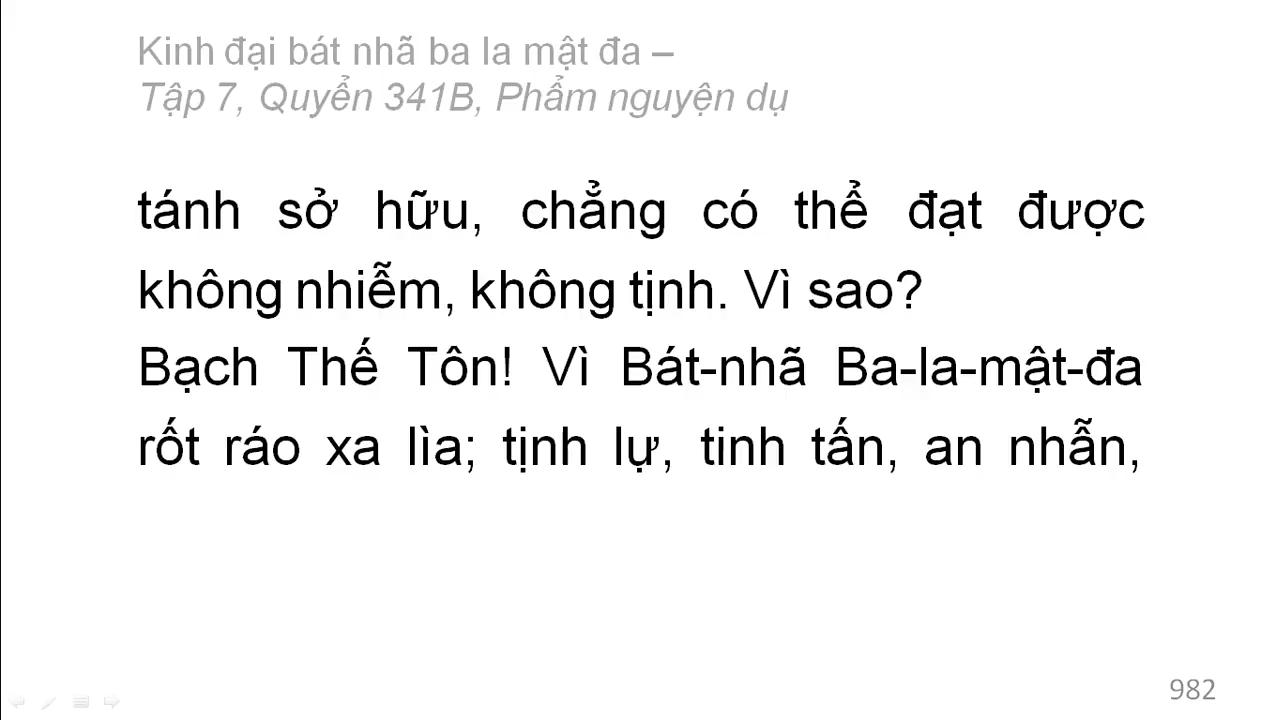 Kinh đại bát nhã ba la mật đa –
Tập 7, Quyển 341B, Phẩm nguyện dụ
tánh sở hữu, chẳng có thể đạt được
không nhiễm, không tịnh. Vì sao?
Bạch Thế Tôn! Vì Bát-nhã Ba-la-mật-đa
rốt ráo xa lìa; tịnh lự, tinh tấn, an nhẫn,
982